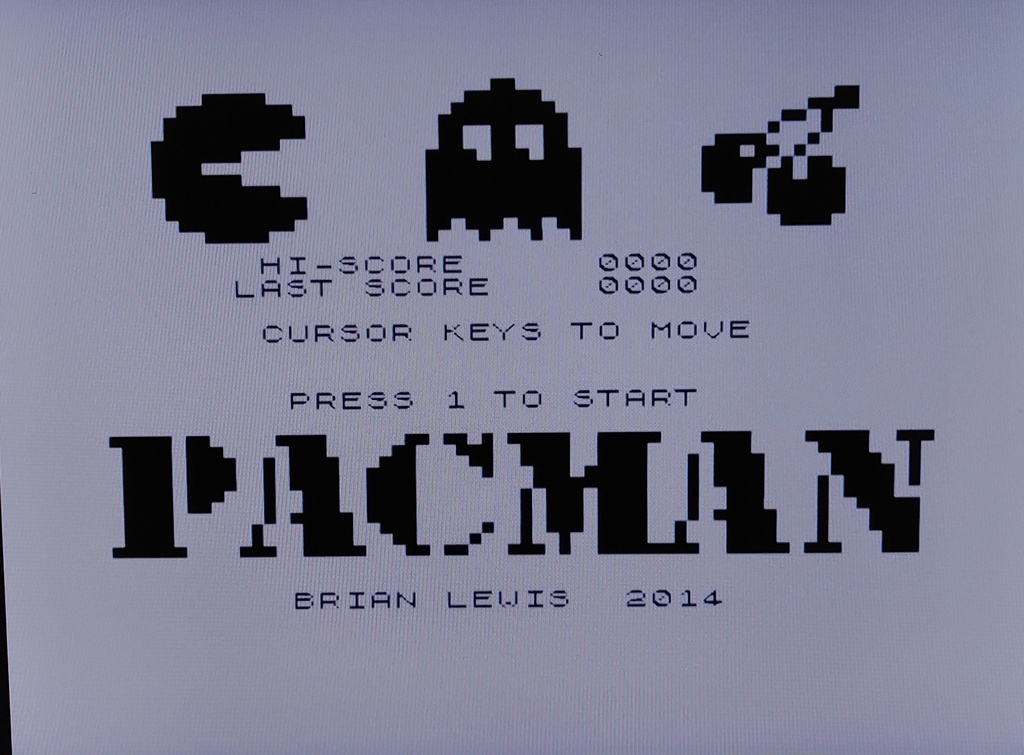 HI-SCORE 0000
LAST SCORE 0000
CURSOR KEYS TO MOVE
PRESS 1 TO START
PACMAN
BRIAN LEWIS 2014